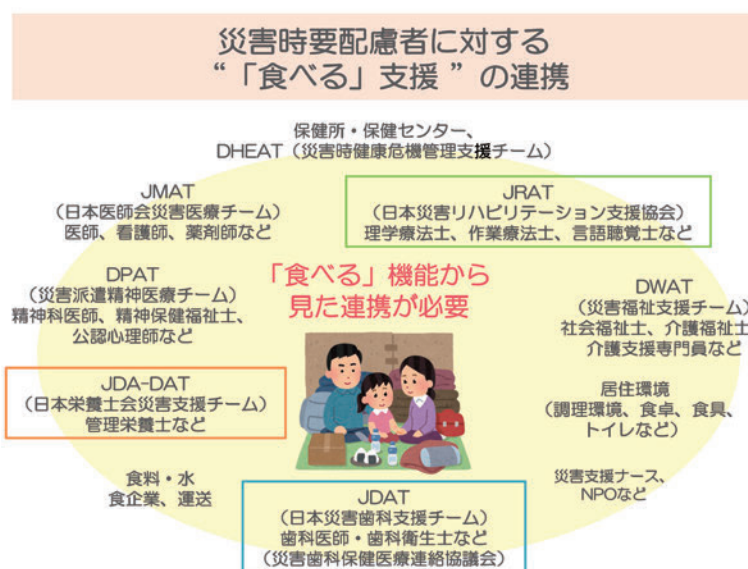 災害時要配慮者に対する
“「食べる」支援 ”の連携
保健所・保健センター、
DHEAT（災害時健康危機管理支援チーム）
JMAT
（日本医師会災害医療チーム）
医師、看護師、薬剤師など
JRAT
（日本災害リハビリテーション支援協会）
理学療法士、作業療法士、言語聴覚士など
DPAT
（災害派遣精神医療チーム）
精神科医師、精神保健福祉士、
公認心理師など
「食べる」機能から
見た連携が必要
DWAT
（災害福祉支援チーム）
社会福祉士、介護福祉士
介護支援専門員など
JDA-DAT
（日本栄養士会災害支援チーム）
管理栄養士など
居住環境
（調理環境、食卓、食具、
トイレなど）
食料・水
食企業、運送
JDAT
（日本災害歯科支援チーム）
歯科医師・歯科衛生士など
（災害歯科保健医療連絡協議会）
災害支援ナース、
NPOなど